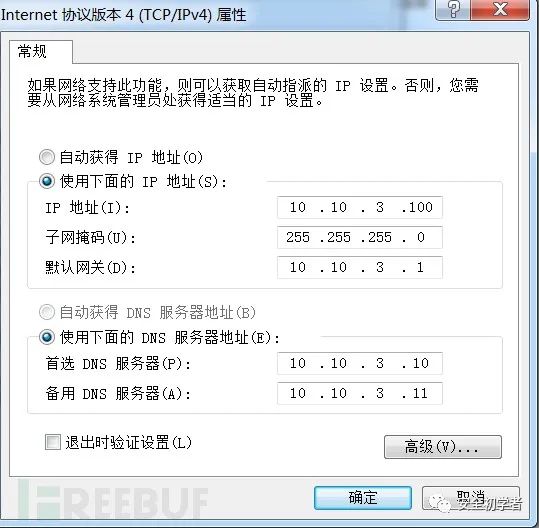 Internet 协议版本 4 (TCP/IPv4) 属性
常规
如果网络支持此功能，则可以获取自动指派的 IP 设置。否则，您需
要从网络系统管理员处获得适当的 IP 设置。
自动获得 IP 地址(O)
使用下面的 IP 地址(S):
IP 地址(I): 10 . 10 . 3 .100
子网掩码(U): 255 .255 .255 . 0
默认网关(D): 10 . 10 . 3 . 1
自动获得 DNS 服务器地址(B)
使用下面的 DNS 服务器地址(E):
首选 DNS 服务器(P): 10 . 10 . 3 . 10
备用 DNS 服务器(A): 10 . 10 . 3 . 11
退出时验证设置(L)
高级(V)...
确定
取消
FREEBUF
安全初学者